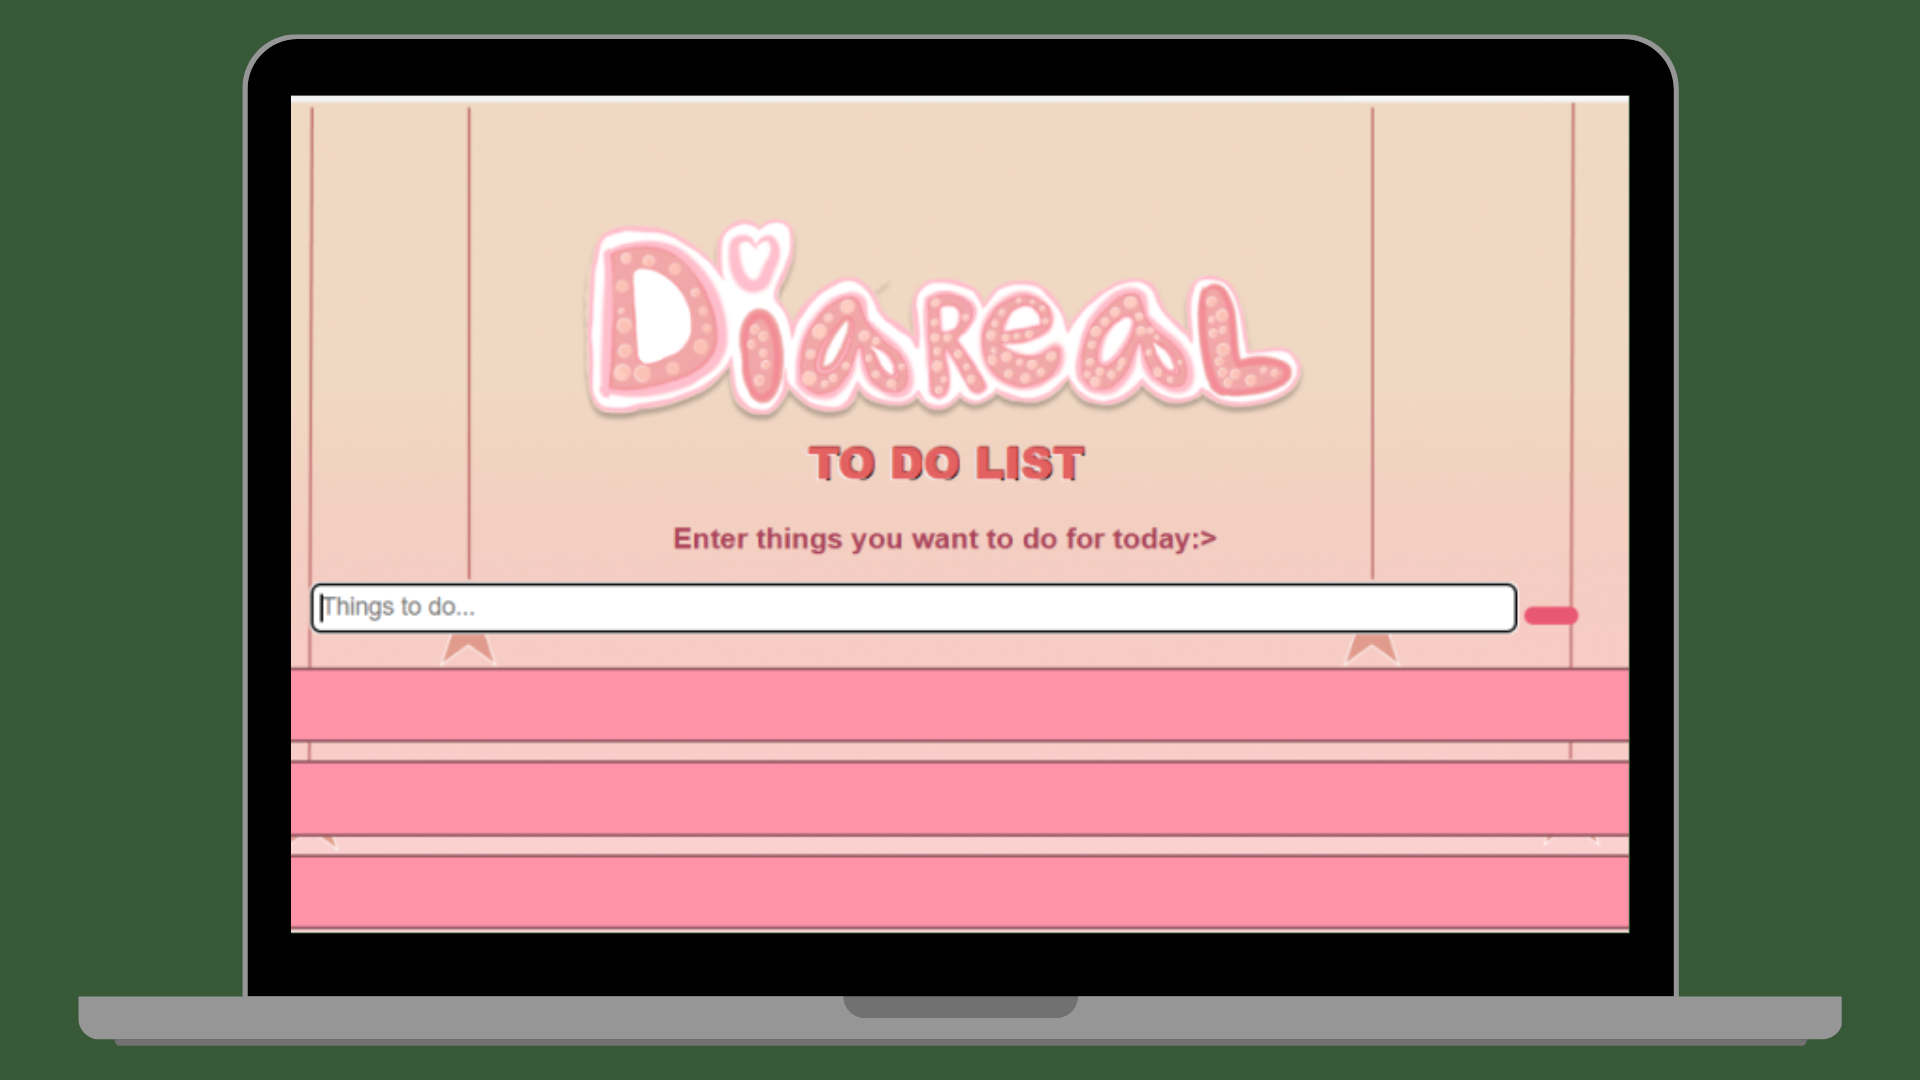 DiaReaL
TO DO LIST
Enter things you want to do for today:>
Things to do...